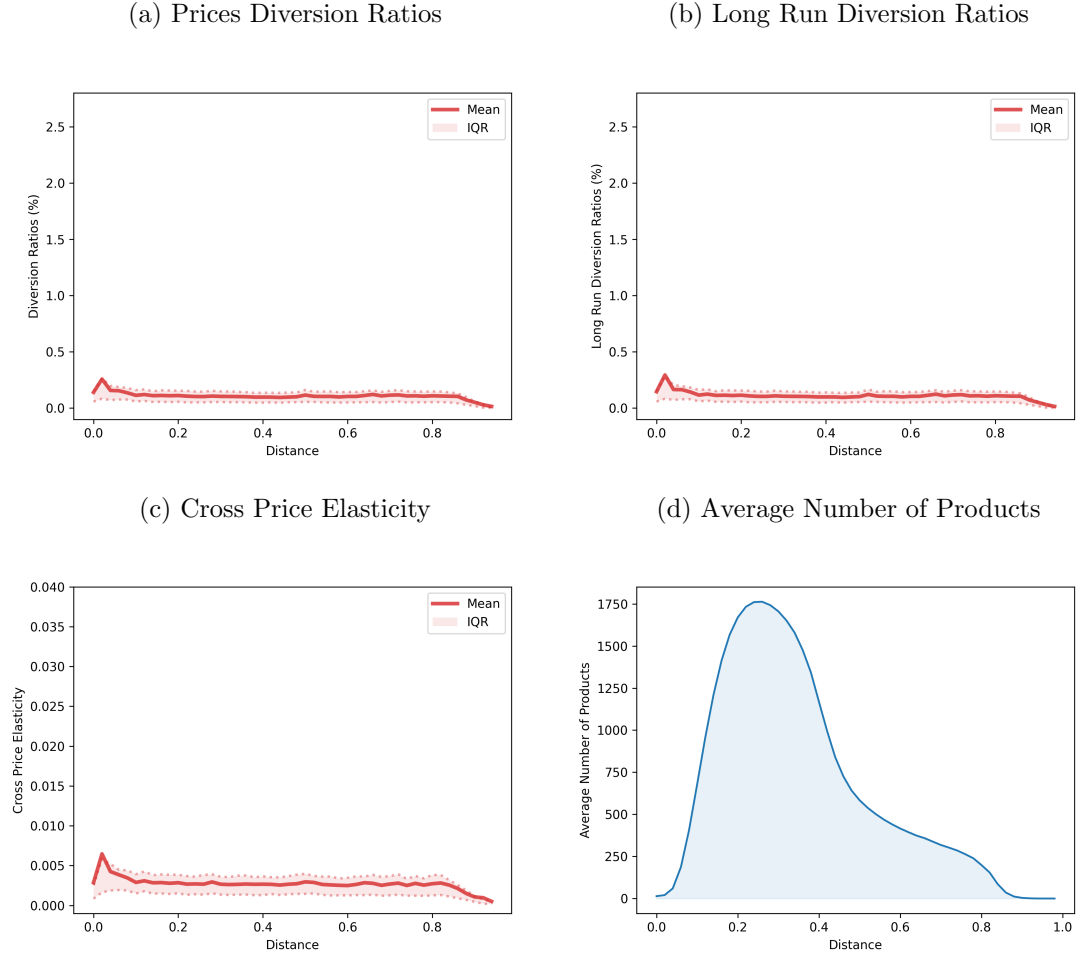 (a) Prices Diversion Ratios
Diversion Ratios (%)
2.5
2.0
1.5
1.0
0.5
0.0
Mean
IQR
0.0 0.2 0.4 0.6 0.8
Distance
(b) Long Run Diversion Ratios
Long Run Diversion Ratios (%)
2.5
2.0
1.5
1.0
0.5
0.0
Mean
IQR
0.0 0.2 0.4 0.6 0.8
Distance
(c) Cross Price Elasticity
Cross Price Elasticity
0.040
0.035
0.030
0.025
0.020
0.015
0.010
0.005
0.000
Mean
IQR
0.0 0.2 0.4 0.6 0.8
Distance
(d) Average Number of Products
Average Number of Products
1750
1500
1250
1000
750
500
250
0
0.0 0.2 0.4 0.6 0.8 1.0
Distance